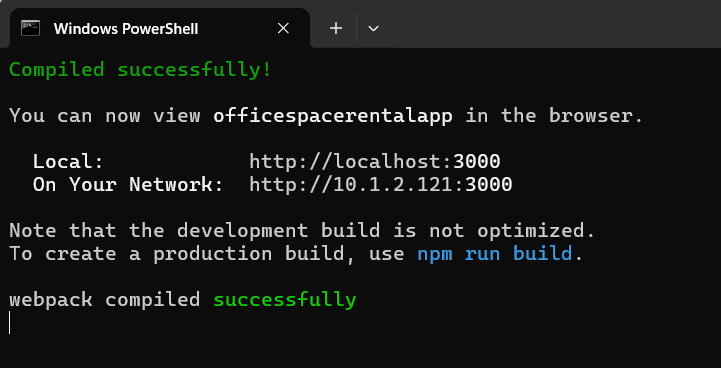 Windows PowerShell
Compiled successfully!
You can now view officespacerentalapp in the browser.
Local: http://localhost:3000
On Your Network: http://10.1.2.121:3000
Note that the development build is not optimized.
To create a production build, use npm run build.
webpack compiled successfully